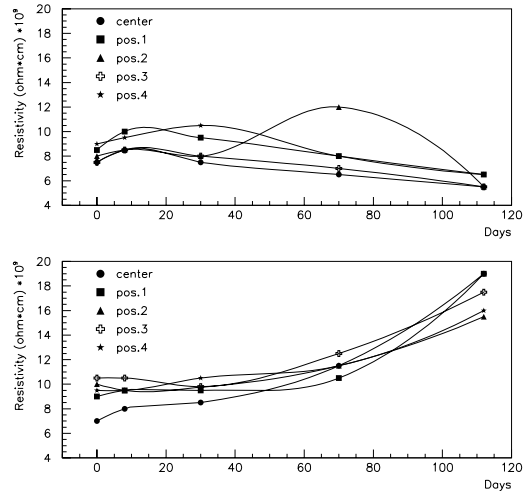 Resistivity (ohm*cm) *10⁹
20
18
16
14
12
10
8
6
4
center
pos.1
pos.2
pos.3
pos.4
0 20 40 60 80 100 120
Days
Resistivity (ohm*cm) *10⁹
20
18
16
14
12
10
8
6
4
center
pos.1
pos.2
pos.3
pos.4
0 20 40 60 80 100 120
Days